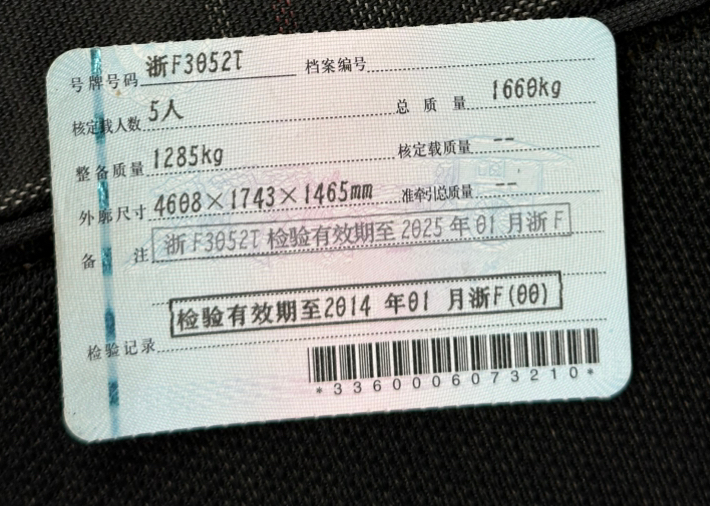 号牌号码 浙F3052T 档案编号
核定载人数 5人 总质量 1660kg
整备质量 1285kg 核定载质量 --
外廓尺寸 4608×1743×1465mm 准牵引总质量 --
备注 浙F3052T 检验有效期至 2025 年 01 月浙F
检验有效期至2014 年01 月浙F(00)
检验记录
*3360006073210*